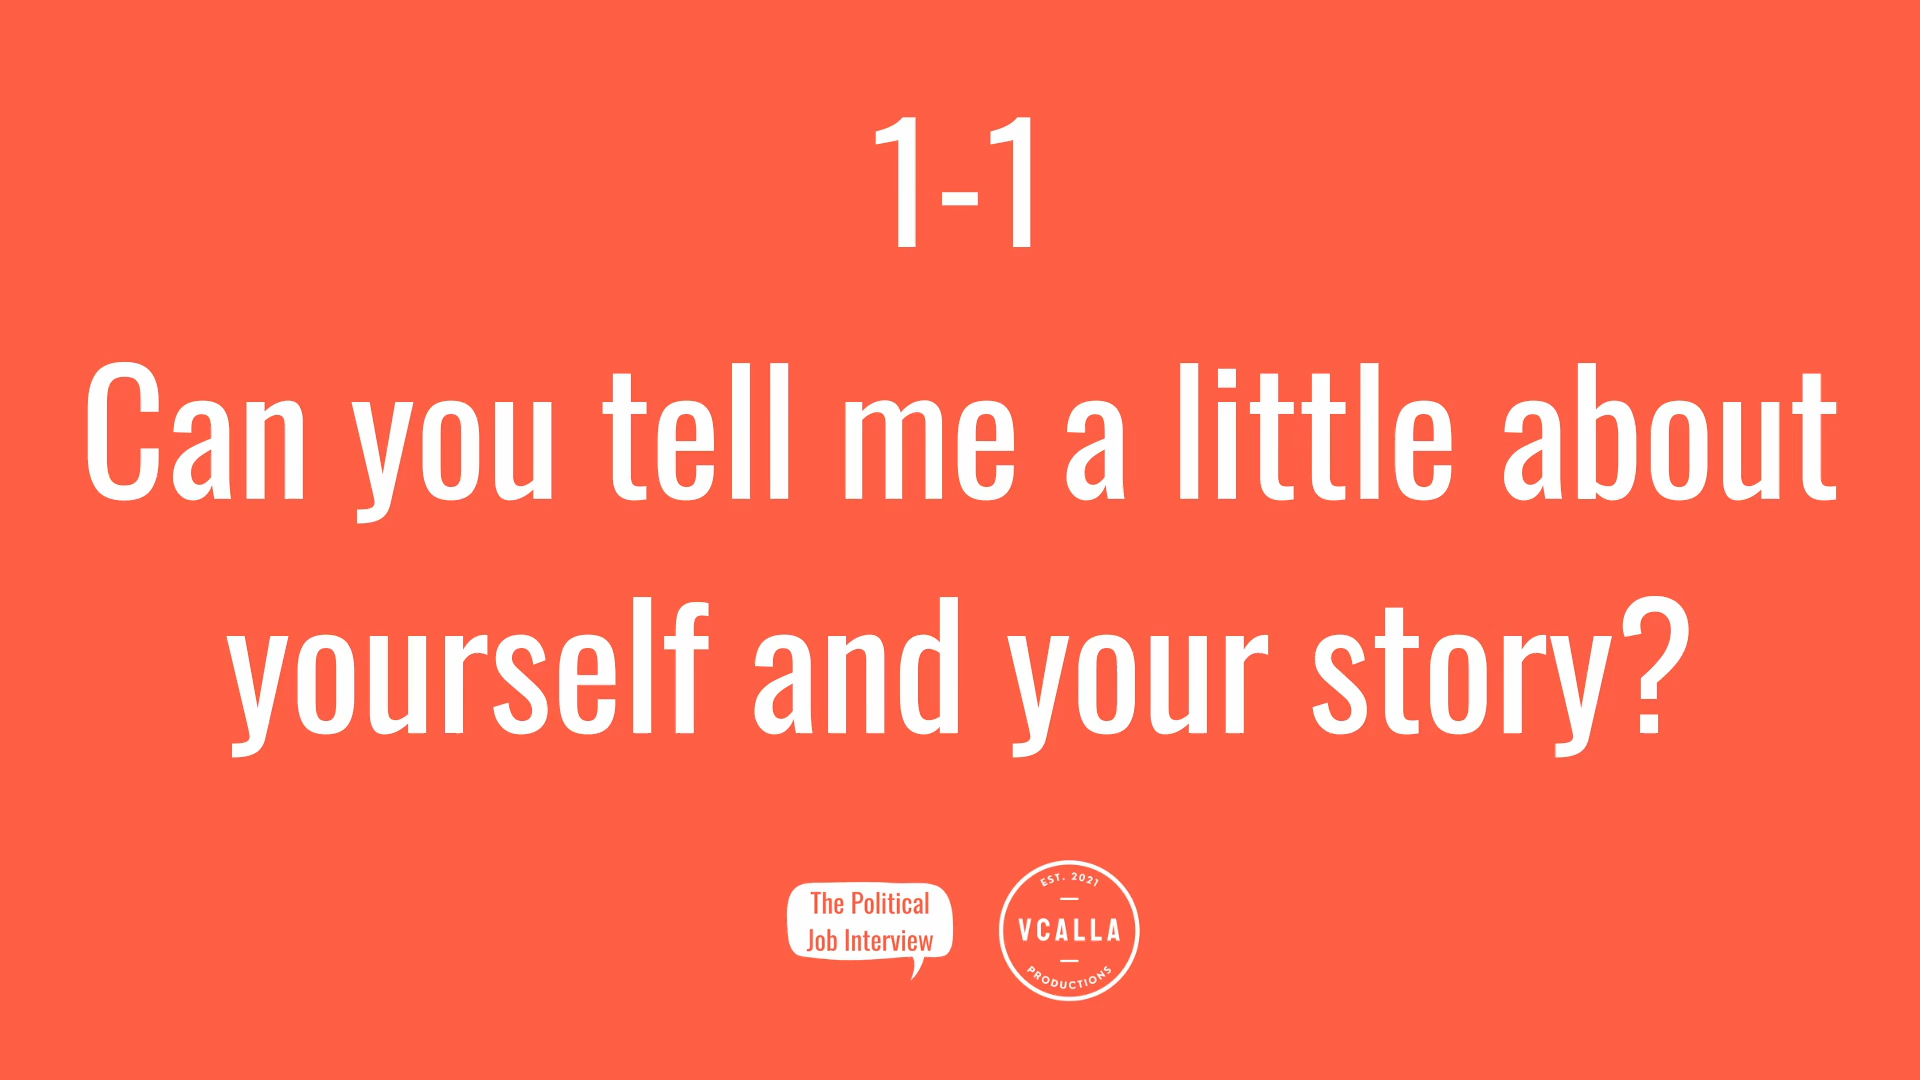 1-1
Can you tell me a little about
yourself and your story?
The Political
Job Interview
EST. 2021
VCALLA
PRODUCTIONS